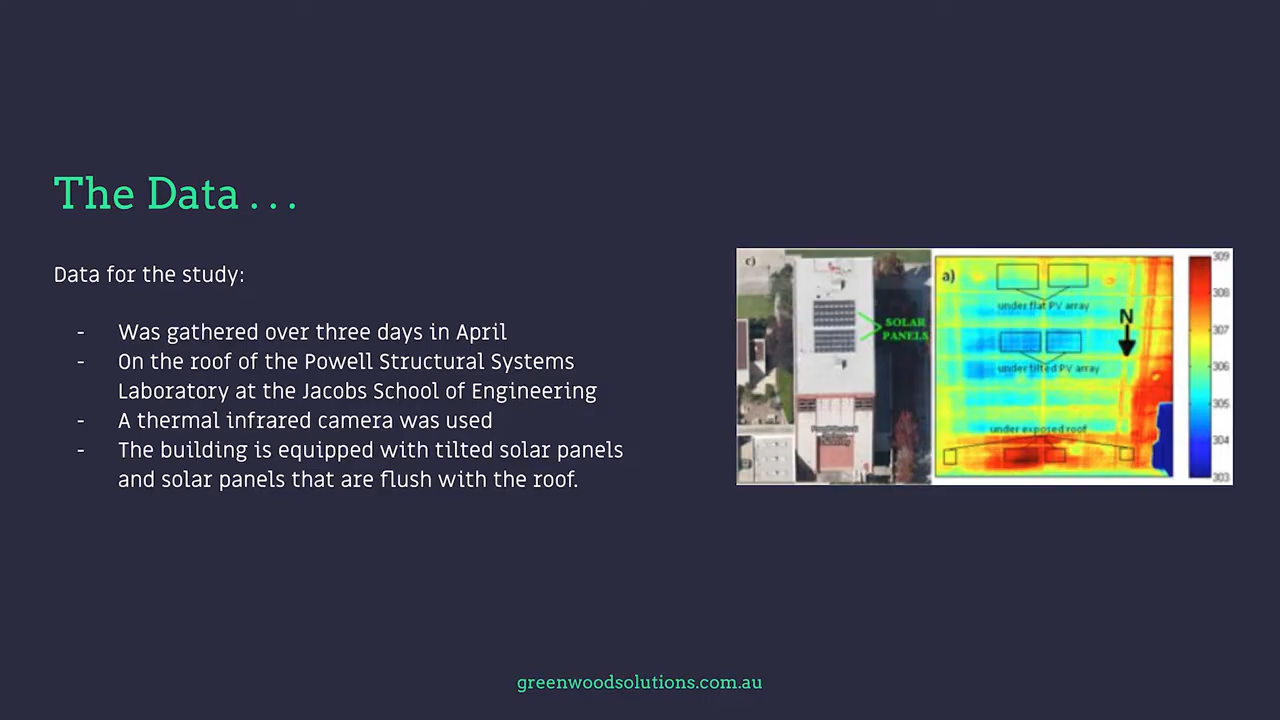 The Data . . .
Data for the study:
- Was gathered over three days in April
- On the roof of the Powell Structural Systems
Laboratory at the Jacobs School of Engineering
- A thermal infrared camera was used
- The building is equipped with tilted solar panels
and solar panels that are flush with the roof.
c)
SOLAR
PANELS
a)
under flat PV array
N
under tilted PV array
under exposed roof
309
308
307
306
305
304
303
greenwoodsolutions.com.au